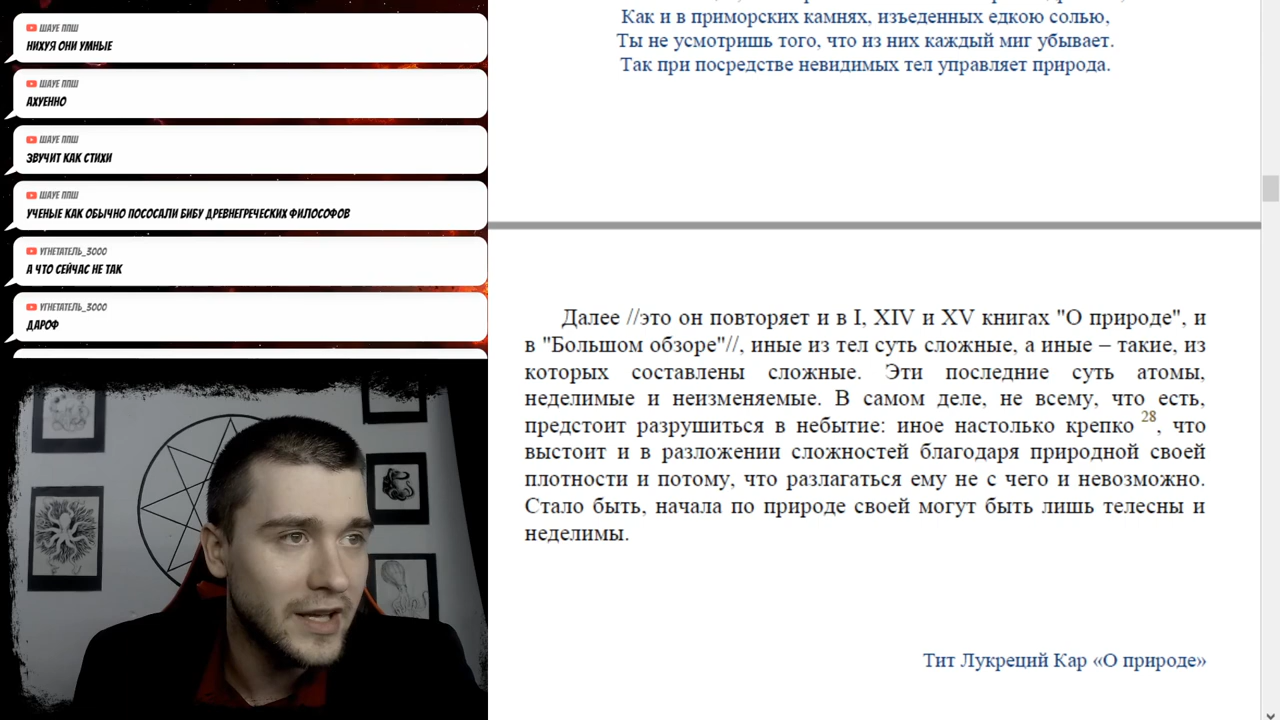 ШАУЕ ППШ
НИХУЯ ОНИ УМНЫЕ
ШАУЕ ППШ
АХУЕННО
ШАУЕ ППШ
ЗВУЧИТ КАК СТИХИ
ШАУЕ ППШ
УЧЕНЫЕ КАК ОБЫЧНО ПОСОСАЛИ БИБУ ДРЕВНЕГРЕЧЕСКИХ ФИЛОСОФОВ
УГНЕТАТЕЛЬ_3000
А ЧТО СЕЙЧАС НЕ ТАК
УГНЕТАТЕЛЬ_3000
ДАРОФ
Как и в приморских камнях, изъеденных едкою солью,
Ты не усмотришь того, что из них каждый миг убывает.
Так при посредстве невидимых тел управляет природа.
Далее //это он повторяет и в I, XIV и XV книгах "О природе", и
в "Большом обзоре"//, иные из тел суть сложные, а иные – такие, из
которых составлены сложные. Эти последние суть атомы,
неделимые и неизменяемые. В самом деле, не всему, что есть,
предстоит разрушиться в небытие: иное настолько крепко 28, что
выстоит и в разложении сложностей благодаря природной своей
плотности и потому, что разлагаться ему не с чего и невозможно.
Стало быть, начала по природе своей могут быть лишь телесны и
неделимы.
Тит Лукреций Кар «О природе»